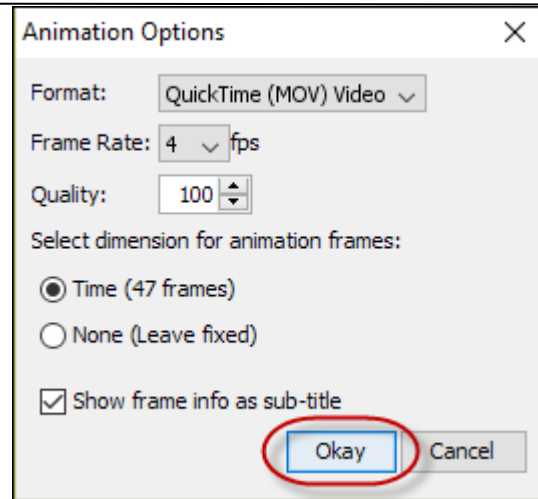 Animation Options
Format: QuickTime (MOV) Video
Frame Rate: 4 fps
Quality: 100
Select dimension for animation frames:
Time (47 frames)
None (Leave fixed)
Show frame info as sub-title
Okay Cancel